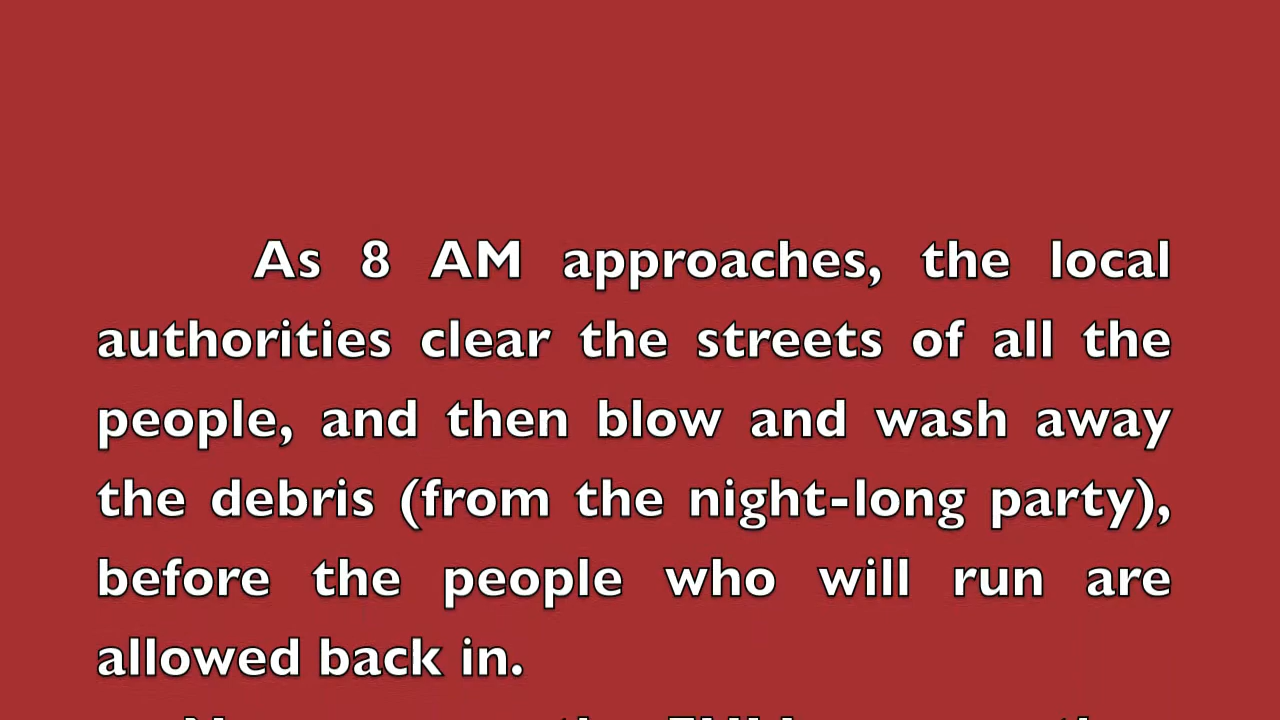 As 8 AM approaches, the local
authorities clear the streets of all the
people, and then blow and wash away
the debris (from the night-long party),
before the people who will run are
allowed back in.